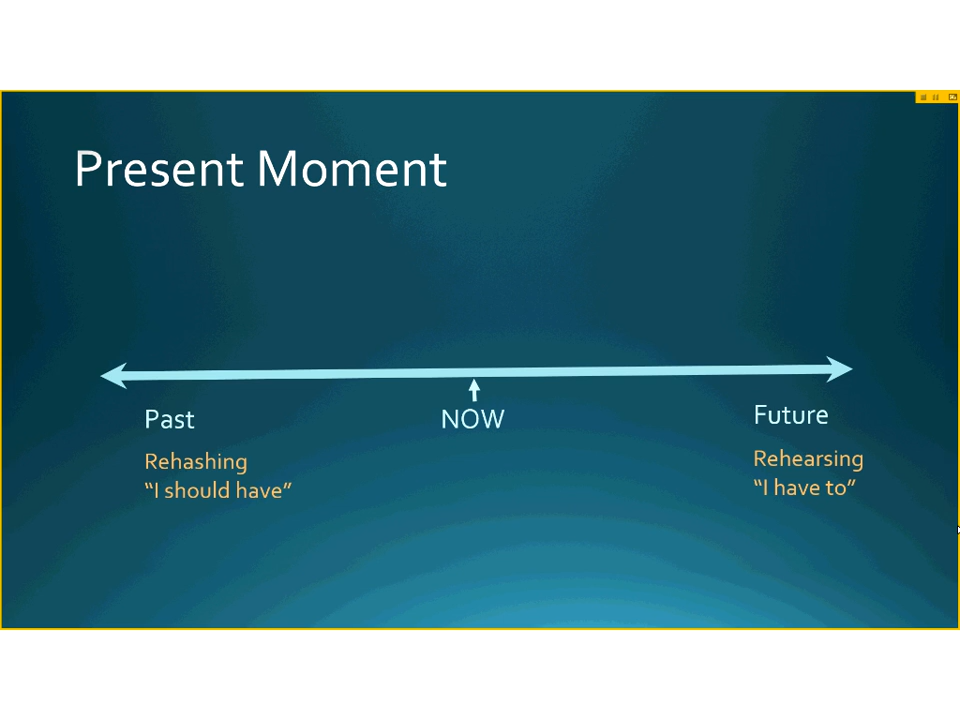 Present Moment
Past
NOW
Future
Rehashing
“I should have”
Rehearsing
“I have to”